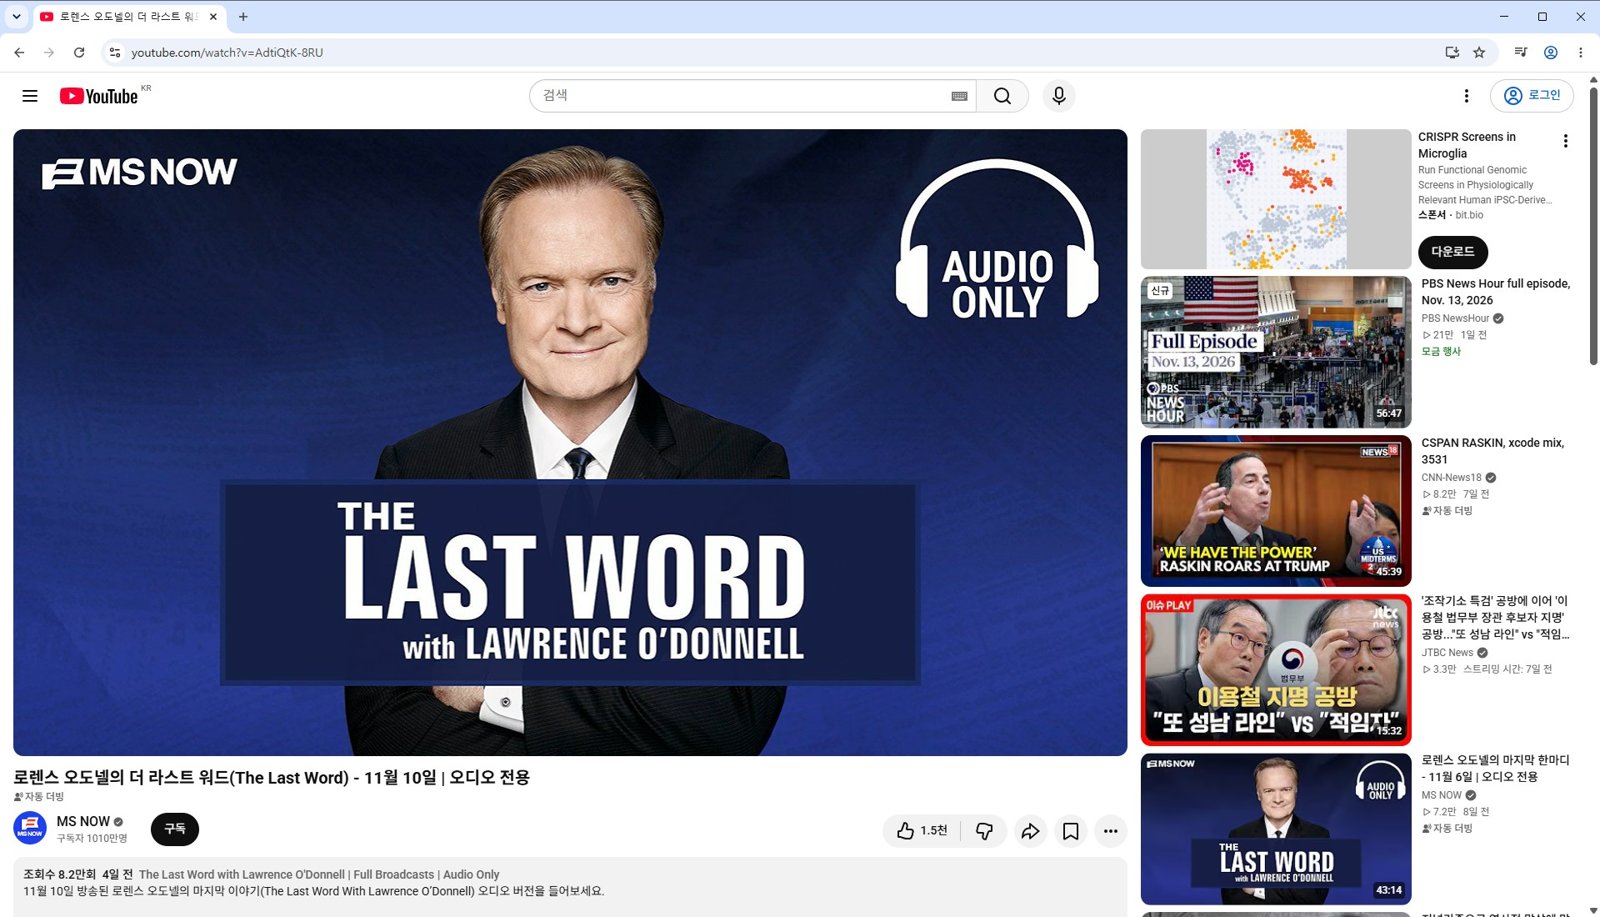 로렌스 오도넬의 더 라스트 워드
youtube.com/watch?v=AdtiQtK-8RU
YouTube KR
검색
로그인
MS NOW
AUDIO
ONLY
THE
LAST WORD
with LAWRENCE O'DONNELL
로렌스 오도넬의 더 라스트 워드(The Last Word) - 11월 10일 | 오디오 전용
자동 더빙
MS NOW
MS NOW
구독자 1010만명
구독
1.5천
조회수 8.2만회 4일 전 The Last Word with Lawrence O'Donnell | Full Broadcasts | Audio Only
11월 10일 방송된 로렌스 오도넬의 마지막 이야기(The Last Word With Lawrence O'Donnell) 오디오 버전을 들어보세요.
CRISPR Screens in
Microglia
Run Functional Genomic
Screens in Physiologically
Relevant Human iPSC-Derive...
스폰서 · bit.bio
다운로드
신규
Full Episode
Nov. 13, 2026
PBS
NEWS
HOUR
56:47
PBS News Hour full episode,
Nov. 13, 2026
PBS NewsHour
21만 1일 전
모금 행사
NEWS18
'WE HAVE THE POWER'
RASKIN ROARS AT TRUMP
US
MIDTERMS
45:39
CSPAN RASKIN, xcode mix,
3531
CNN-News18
8.2만 7일 전
자동 더빙
이슈 PLAY
jtbc
news
법무부
이용철 지명 공방
"또 성남 라인" vs "적임자"
15:32
'조작기소 특검' 공방에 이어 '이
용철 법무부 장관 후보자 지명'
공방..."또 성남 라인" vs "적임...
JTBC News
3.3만 스트리밍 시간: 7일 전
MS NOW
AUDIO
ONLY
THE
LAST WORD
with LAWRENCE O'DONNELL
43:14
로렌스 오도넬의 마지막 한마디
- 11월 6일 | 오디오 전용
MS NOW
7.2만 8일 전
자동 더빙